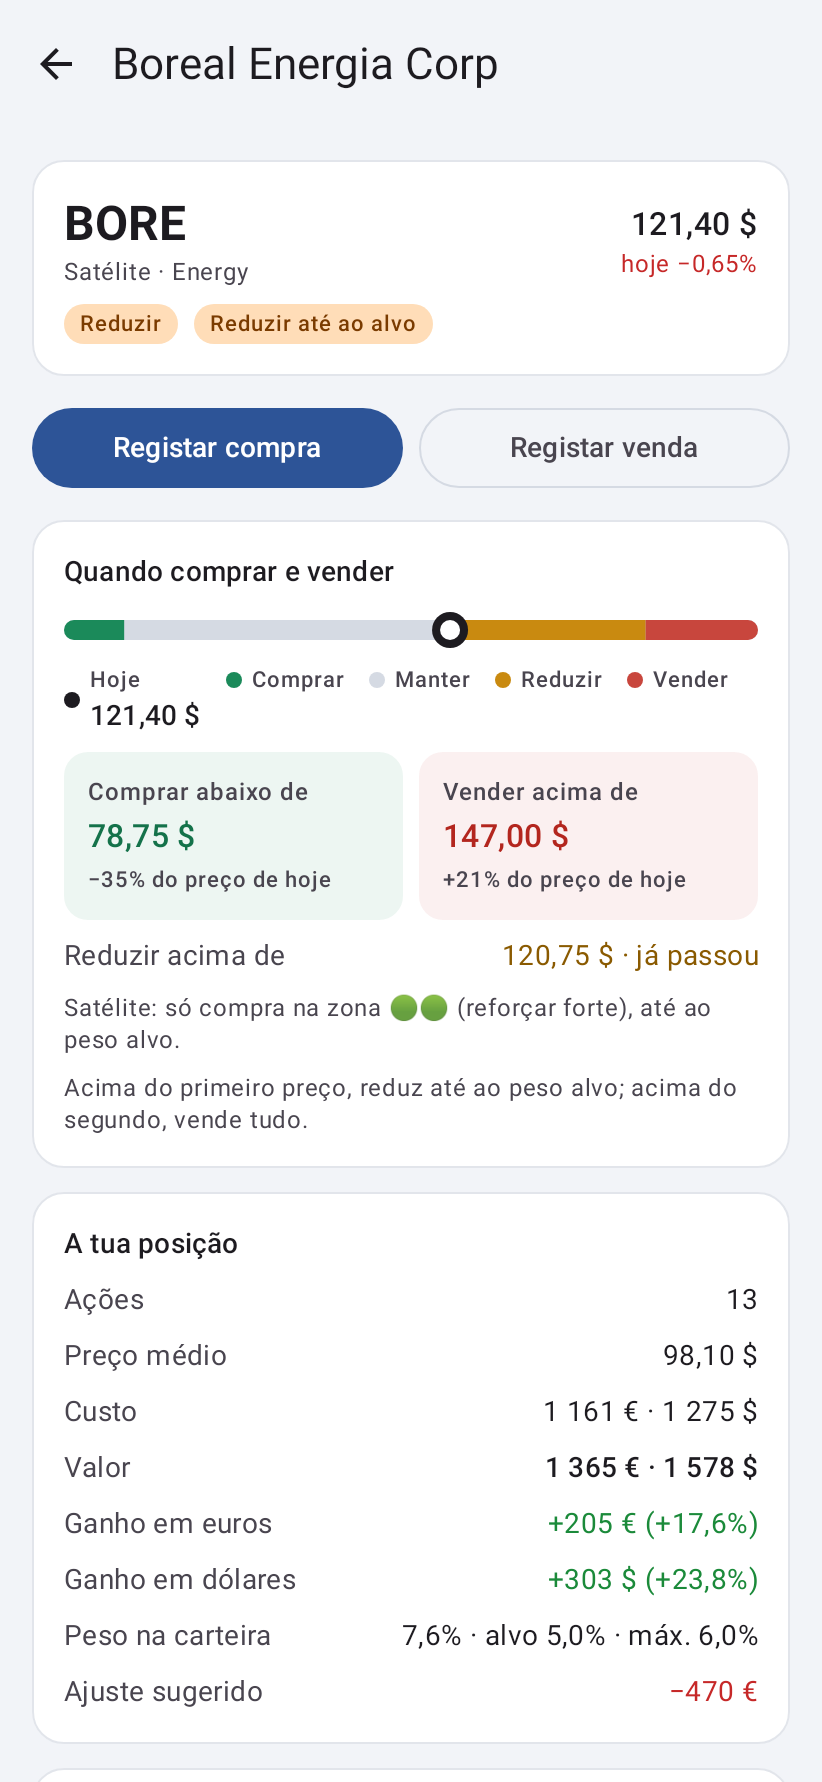 Boreal Energia Corp
BORE
121,40 $
Satélite · Energy
hoje −0,65%
Reduzir
Reduzir até ao alvo
Registar compra
Registar venda
Quando comprar e vender
Hoje
121,40 $
Comprar
Manter
Reduzir
Vender
Comprar abaixo de
78,75 $
−35% do preço de hoje
Vender acima de
147,00 $
+21% do preço de hoje
Reduzir acima de
120,75 $ · já passou
Satélite: só compra na zona 🟢🟢 (reforçar forte), até ao
peso alvo.
Acima do primeiro preço, reduz até ao peso alvo; acima do
segundo, vende tudo.
A tua posição
Ações
13
Preço médio
98,10 $
Custo
1 161 € · 1 275 $
Valor
1 365 € · 1 578 $
Ganho em euros
+205 € (+17,6%)
Ganho em dólares
+303 $ (+23,8%)
Peso na carteira
7,6% · alvo 5,0% · máx. 6,0%
Ajuste sugerido
−470 €